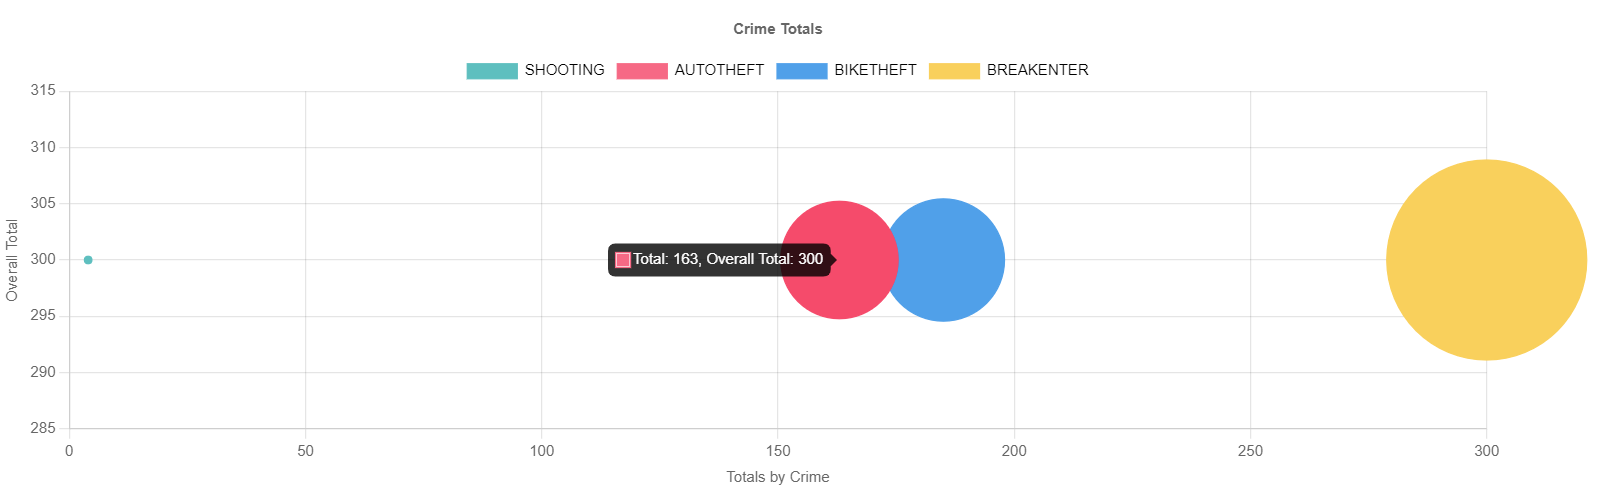 Crime Totals
SHOOTING AUTOTHEFT BIKETHEFT BREAKENTER
315
310
305
300
295
290
285
Overall Total
Total: 163, Overall Total: 300
0 50 100 150 200 250 300
Totals by Crime